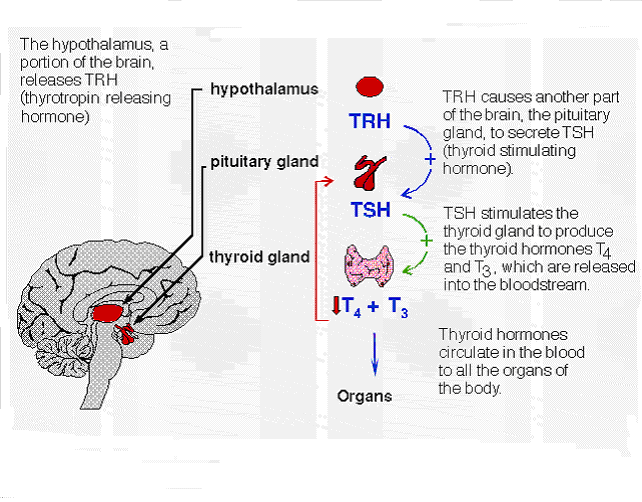 The hypothalamus, a
portion of the brain,
releases TRH
(thyrotropin releasing
hormone)
hypothalamus
TRH
TRH causes another part
of the brain, the pituitary
gland, to secrete TSH
(thyroid stimulating
hormone).
+
pituitary gland
TSH
TSH stimulates the
thyroid gland to produce
the thyroid hormones T4
and T3, which are released
into the bloodstream.
+
thyroid gland
T4 + T3
Thyroid hormones
circulate in the blood
to all the organs of
the body.
Organs